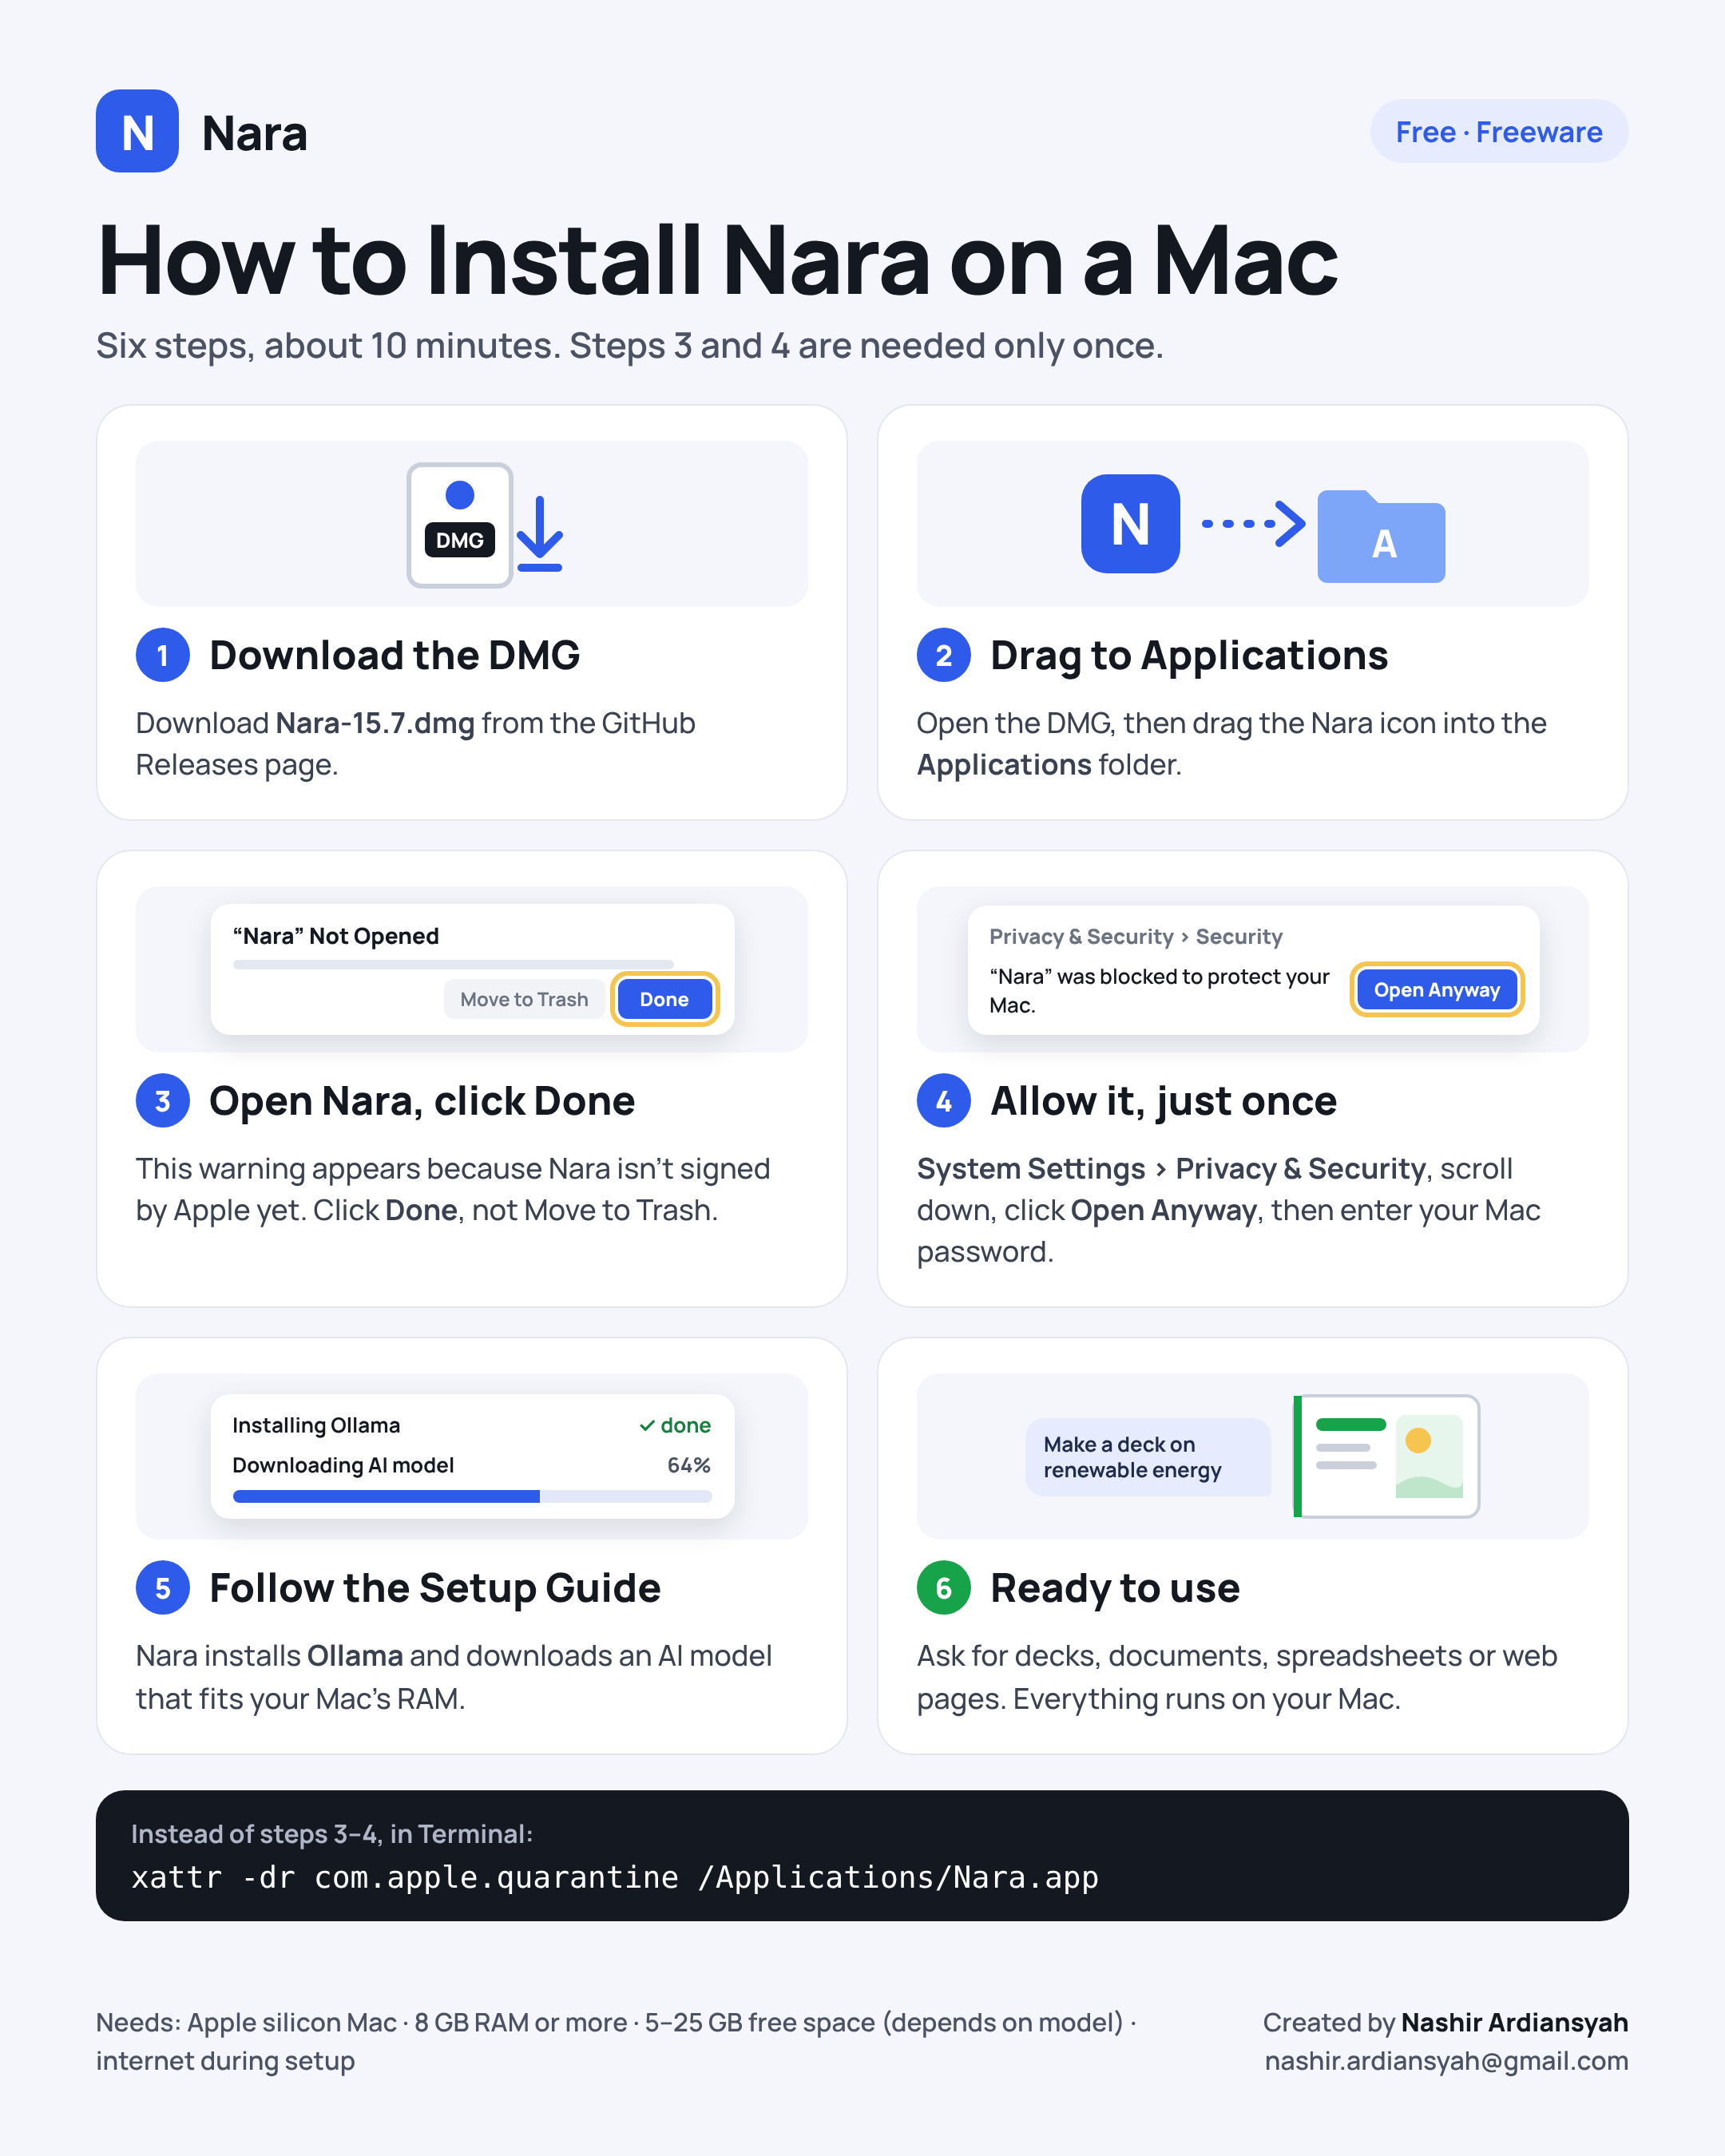 N Nara
Free · Freeware
How to Install Nara on a Mac
Six steps, about 10 minutes. Steps 3 and 4 are needed only once.
DMG
1 Download the DMG
Download Nara-15.7.dmg from the GitHub
Releases page.
N A
2 Drag to Applications
Open the DMG, then drag the Nara icon into the
Applications folder.
“Nara” Not Opened
Move to Trash Done
3 Open Nara, click Done
This warning appears because Nara isn’t signed
by Apple yet. Click Done, not Move to Trash.
Privacy & Security › Security
“Nara” was blocked to protect your
Mac.
Open Anyway
4 Allow it, just once
System Settings › Privacy & Security, scroll
down, click Open Anyway, then enter your Mac
password.
Installing Ollama ✓ done
Downloading AI model 64%
5 Follow the Setup Guide
Nara installs Ollama and downloads an AI model
that fits your Mac’s RAM.
Make a deck on
renewable energy
6 Ready to use
Ask for decks, documents, spreadsheets or web
pages. Everything runs on your Mac.
Instead of steps 3–4, in Terminal:
xattr -dr com.apple.quarantine /Applications/Nara.app
Needs: Apple silicon Mac · 8 GB RAM or more · 5–25 GB free space (depends on model) ·
internet during setup
Created by Nashir Ardiansyah
nashir.ardiansyah@gmail.com